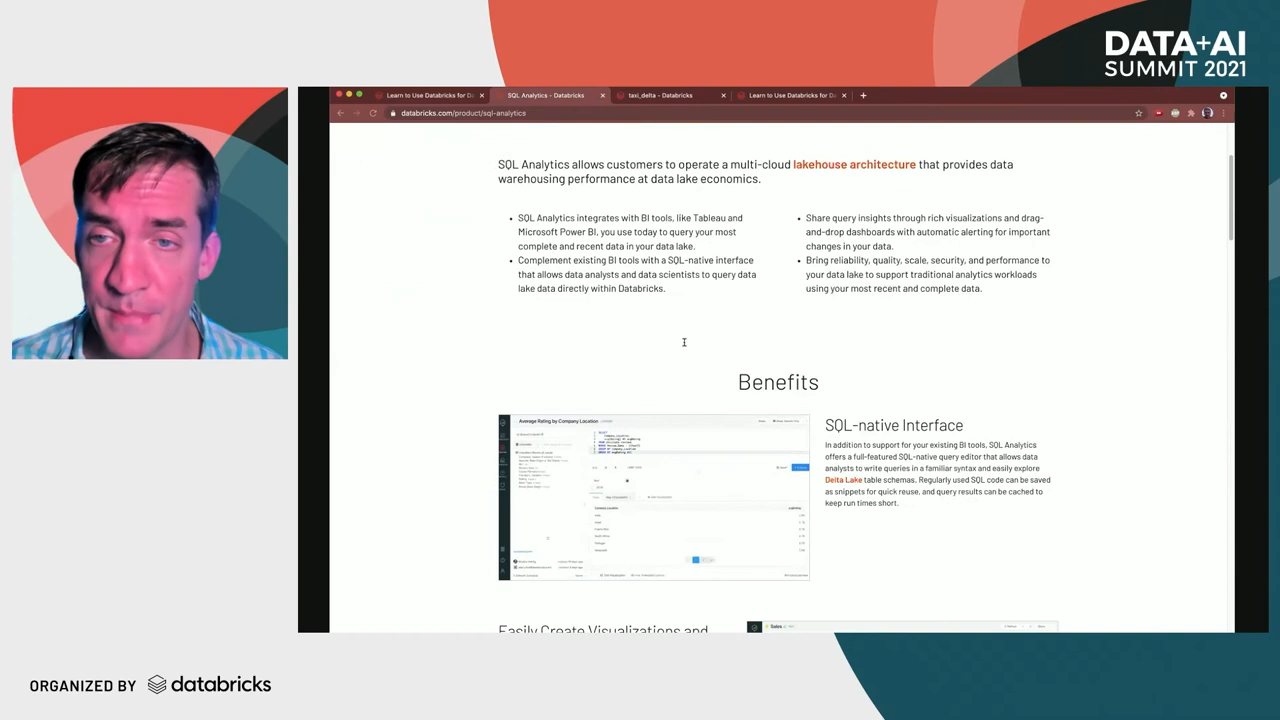 DATA+AI
SUMMIT 2021
Learn to Use Databricks for Da
SQL Analytics - Databricks
taxi_delta - Databricks
Learn to Use Databricks for Da
databricks.com/product/sql-analytics
SQL Analytics allows customers to operate a multi-cloud lakehouse architecture that provides data
warehousing performance at data lake economics.
• SQL Analytics integrates with BI tools, like Tableau and
Microsoft Power BI, you use today to query your most
complete and recent data in your data lake.
• Complement existing BI tools with a SQL-native interface
that allows data analysts and data scientists to query data
lake data directly within Databricks.
• Share query insights through rich visualizations and drag-
and-drop dashboards with automatic alerting for important
changes in your data.
• Bring reliability, quality, scale, security, and performance to
your data lake to support traditional analytics workloads
using your most recent and complete data.
Benefits
Average Rating by Company Location
SQL-native Interface
In addition to support for your existing BI tools, SQL Analytics
offers a full-featured SQL-native query editor that allows data
analysts to write queries in a familiar syntax and easily explore
Delta Lake table schemas. Regularly used SQL code can be saved
as snippets for quick reuse, and query results can be cached to
keep run times short.
Easily Create Visualizations and
Sales
ORGANIZED BY databricks